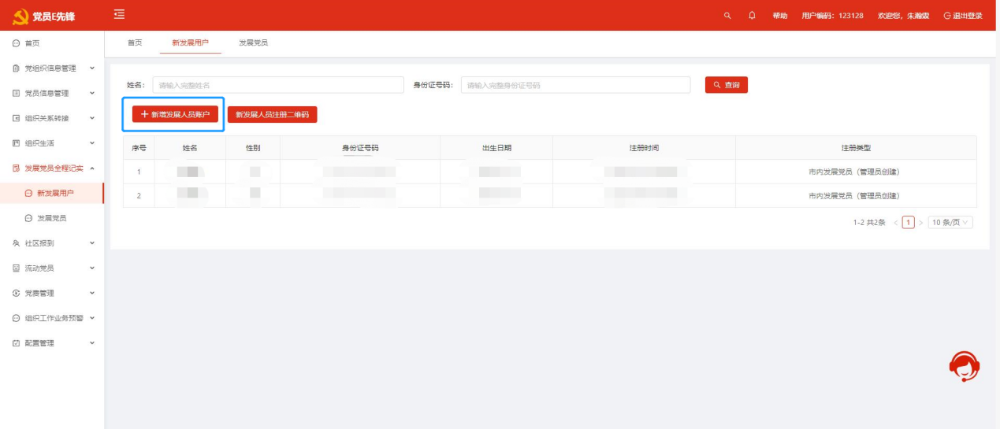 党员E先锋
帮助 用户编码：123128 欢迎您，朱瀚霖 退出登录
首页
党组织信息管理
党员信息管理
组织关系转接
组织生活
发展党员全程记实
新发展用户
发展党员
社区报到
流动党员
党费管理
组织工作业务预警
配置管理
首页 新发展用户 发展党员
姓名： 请输入完整姓名 身份证号码： 请输入完整身份证号码 查询
新增发展人员账户 新发展人员注册二维码
序号 姓名 性别 身份证号码 出生日期 注册时间 注册类型
1 市内发展党员（管理员创建）
2 市内发展党员（管理员创建）
1-2 共2条 < 1 > 10 条/页